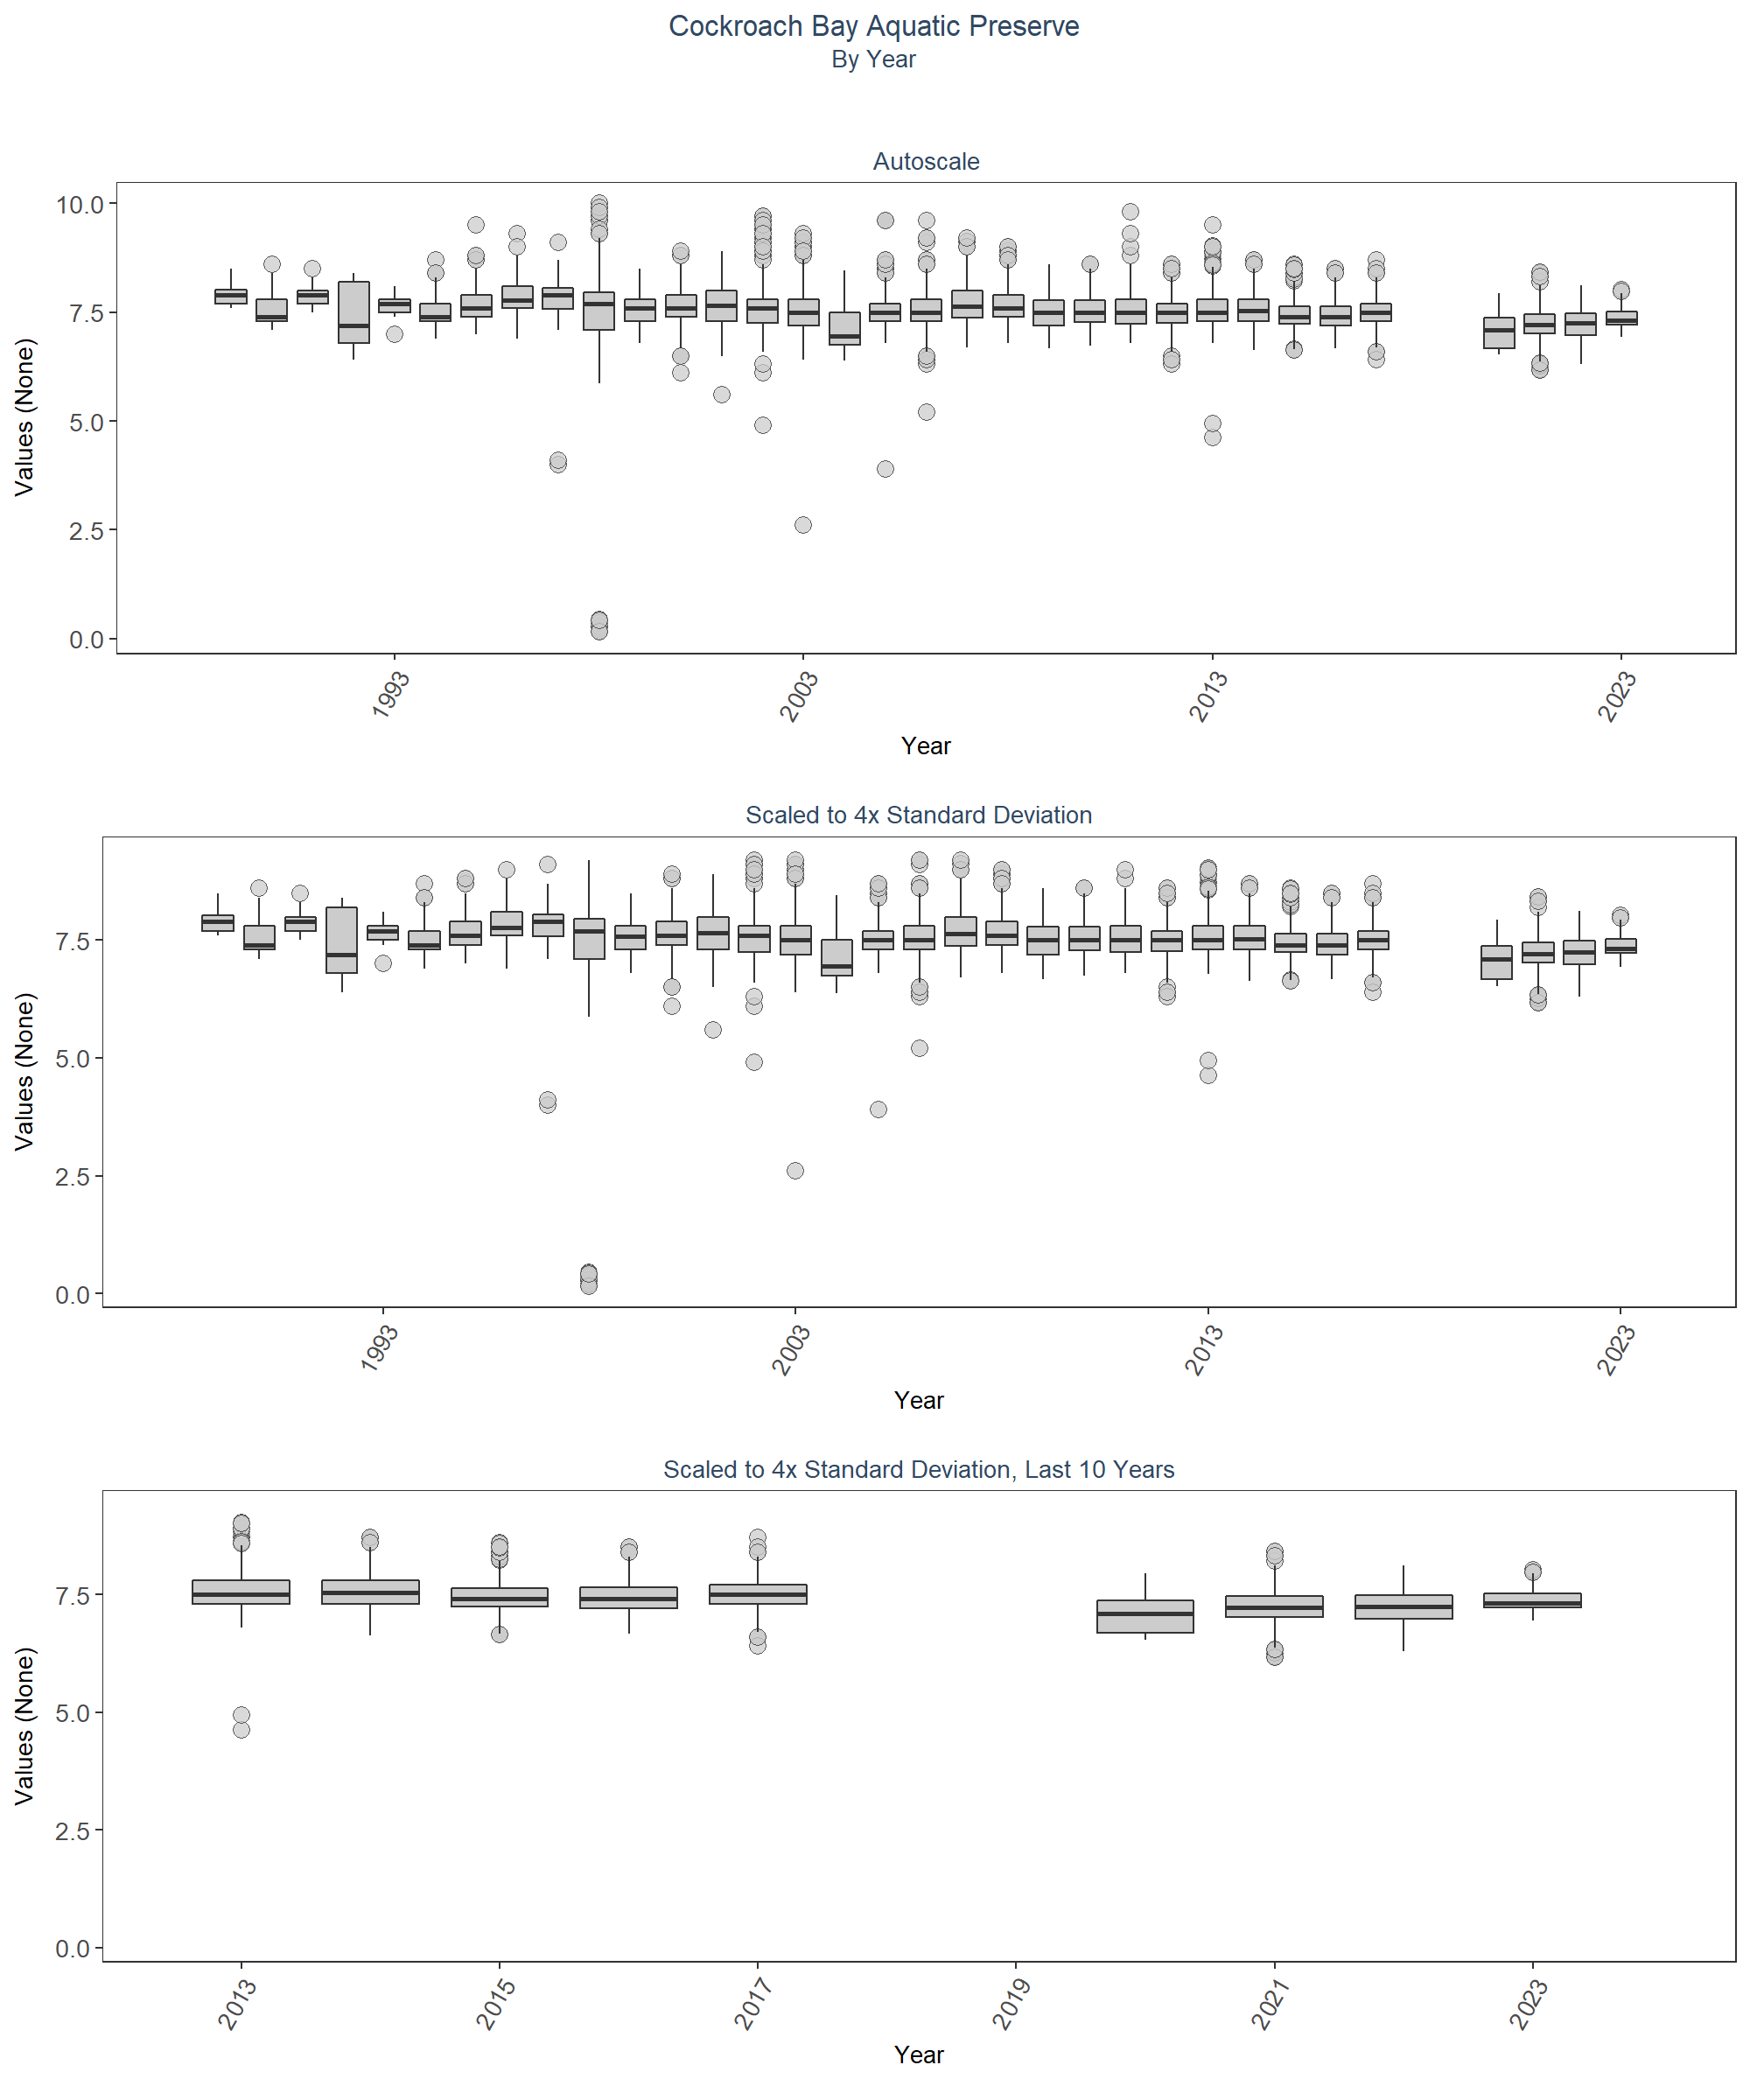 Cockroach Bay Aquatic Preserve
By Year
Autoscale
10.0
7.5
5.0
2.5
0.0
Values (None)
1993
2003
2013
2023
Year
Scaled to 4x Standard Deviation
7.5
5.0
2.5
0.0
Values (None)
1993
2003
2013
2023
Year
Scaled to 4x Standard Deviation, Last 10 Years
7.5
5.0
2.5
0.0
Values (None)
2013
2015
2017
2019
2021
2023
Year